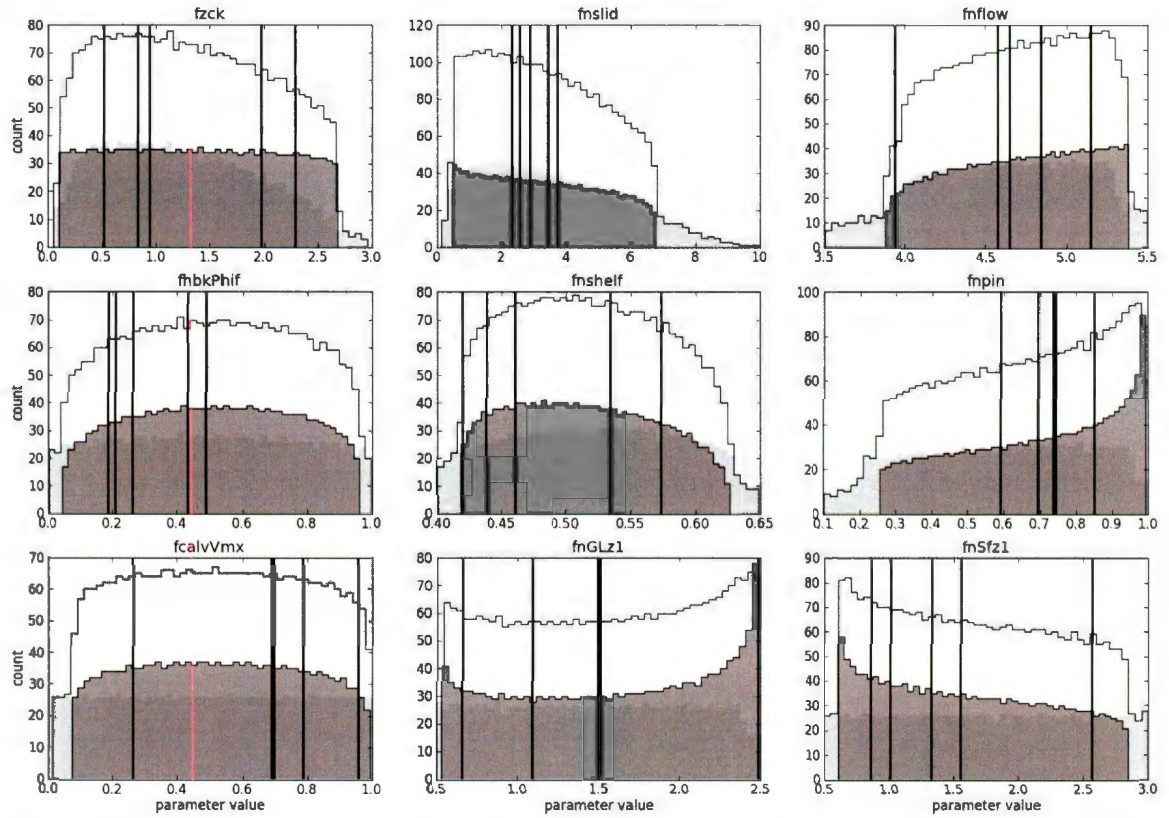 fzck fnslid fnflow
80 120 90
70 100 80
60 80 70
50 60 60
40 40 50
30 20 40
20 0 30
10 20
0 10
0
count
0.0 0.5 1.0 1.5 2.0 2.5 3.0 0 2 4 6 8 10 3.5 4.0 4.5 5.0 5.5
fhbkPhif fnshelf fnpin
80 80 100
70 70 80
60 60 60
50 50 40
40 40 20
30 30 0
20 20
10 10
0 0
count
0.0 0.2 0.4 0.6 0.8 1.0 0.40 0.45 0.50 0.55 0.60 0.65 0.1 0.2 0.3 0.4 0.5 0.6 0.7 0.8 0.9 1.0
fcalvVmx fnGLz1 fnSfz1
70 80 90
60 70 80
50 60 70
40 50 60
30 40 50
20 30 40
10 20 30
0 10 20
0 10
0
count
0.0 0.2 0.4 0.6 0.8 1.0 0.5 1.0 1.5 2.0 2.5 0.5 1.0 1.5 2.0 2.5 3.0
parameter value parameter value parameter value